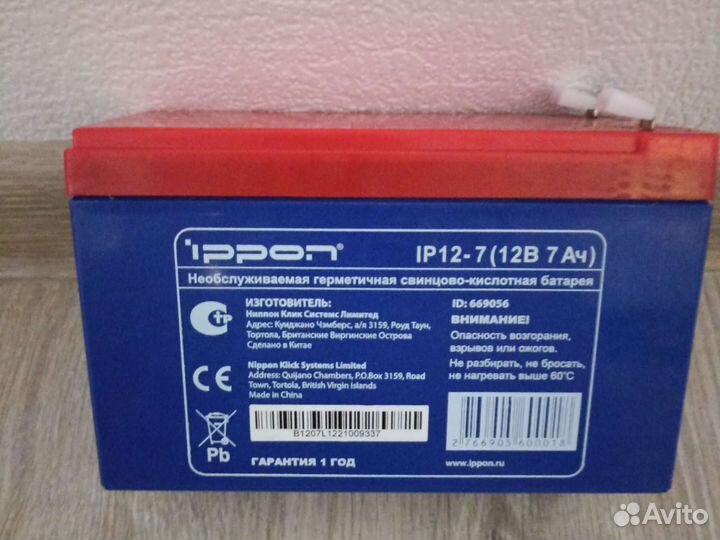 ippon®
IP12-7 (12В 7Ач)
Необслуживаемая герметичная свинцово-кислотная батарея
ИЗГОТОВИТЕЛЬ:
Ниппон Клик Системс Лимитед
Адрес: Куиджано Чэмберс, а/я 3159, Роуд Таун,
Тортола, Британские Виргинские Острова
Сделано в Китае
ID: 669056
ВНИМАНИЕ!
Опасность возгорания,
взрывов или ожогов.
Не разбирать, не бросать,
не нагревать выше 60°C
Nippon Klick Systems Limited
Address: Quijano Chambers, P.O.Box 3159, Road
Town, Tortola, British Virgin Islands
Made in China
CE
B1207L1221009337
Pb
ГАРАНТИЯ 1 ГОД
2 766905 600018
www.ippon.ru
Avito